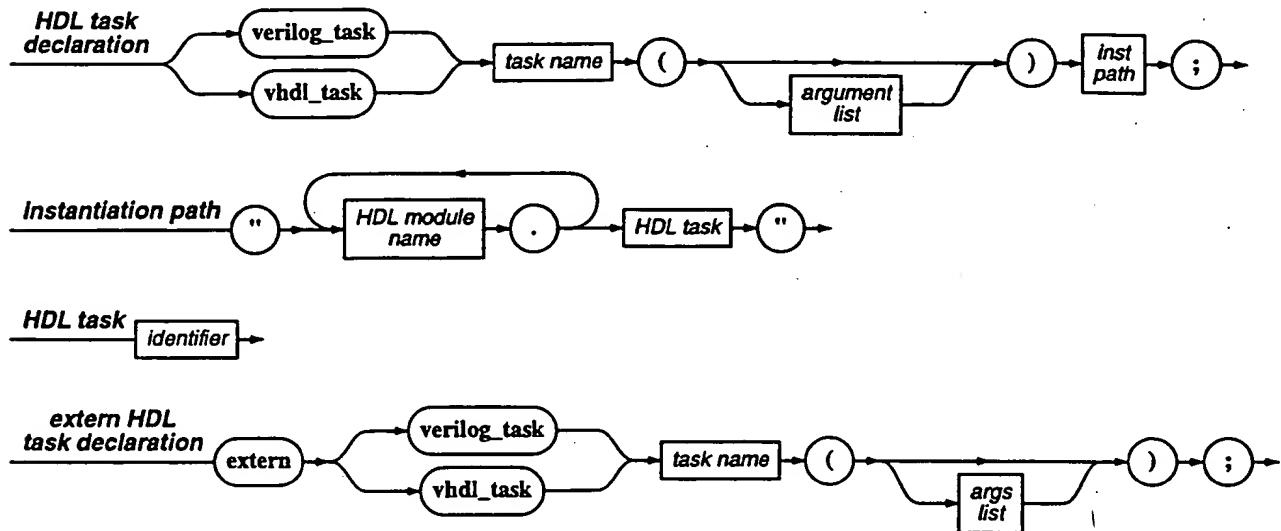 HDL task
declaration
verilog_task
vhdl_task
task name
(
argument
list
)
inst
path
;
Instantiation path
"
HDL module
name
.
HDL task
"
HDL task
identifier
extern HDL
task declaration
extern
verilog_task
vhdl_task
task name
(
args
list
)
;